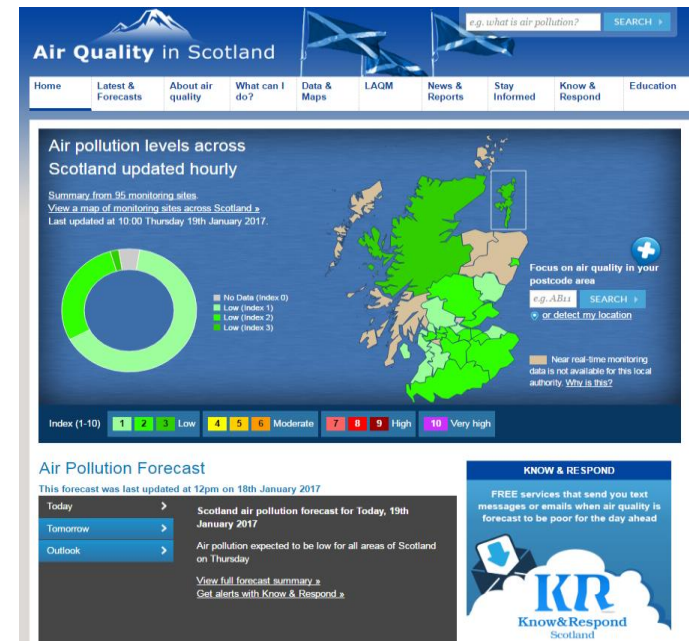 e.g. what is air pollution?
SEARCH ›
Air Quality in Scotland
Home
Latest &
Forecasts
About air
quality
What can I
do?
Data &
Maps
LAQM
News &
Reports
Stay
Informed
Know &
Respond
Education
Air pollution levels across
Scotland updated hourly
Summary from 95 monitoring sites.
View a map of monitoring sites across Scotland »
Last updated at 10:00 Thursday 19th January 2017.
No Data (Index 0)
Low (Index 1)
Low (Index 2)
Low (Index 3)
Focus on air quality in your
postcode area
e.g. AB11
SEARCH ›
or detect my location
Near real-time monitoring
data is not available for this local
authority. Why is this?
Index (1-10) 1 2 3 Low 4 5 6 Moderate 7 8 9 High 10 Very high
Air Pollution Forecast
This forecast was last updated at 12pm on 18th January 2017
Today
Tomorrow
Outlook
Scotland air pollution forecast for Today, 19th
January 2017
Air pollution expected to be low for all areas of Scotland
on Thursday
View full forecast summary »
Get alerts with Know & Respond »
KNOW & RESPOND
FREE services that send you text
messages or emails when air quality is
forecast to be poor for the day ahead
KR
Know&Respond
Scotland